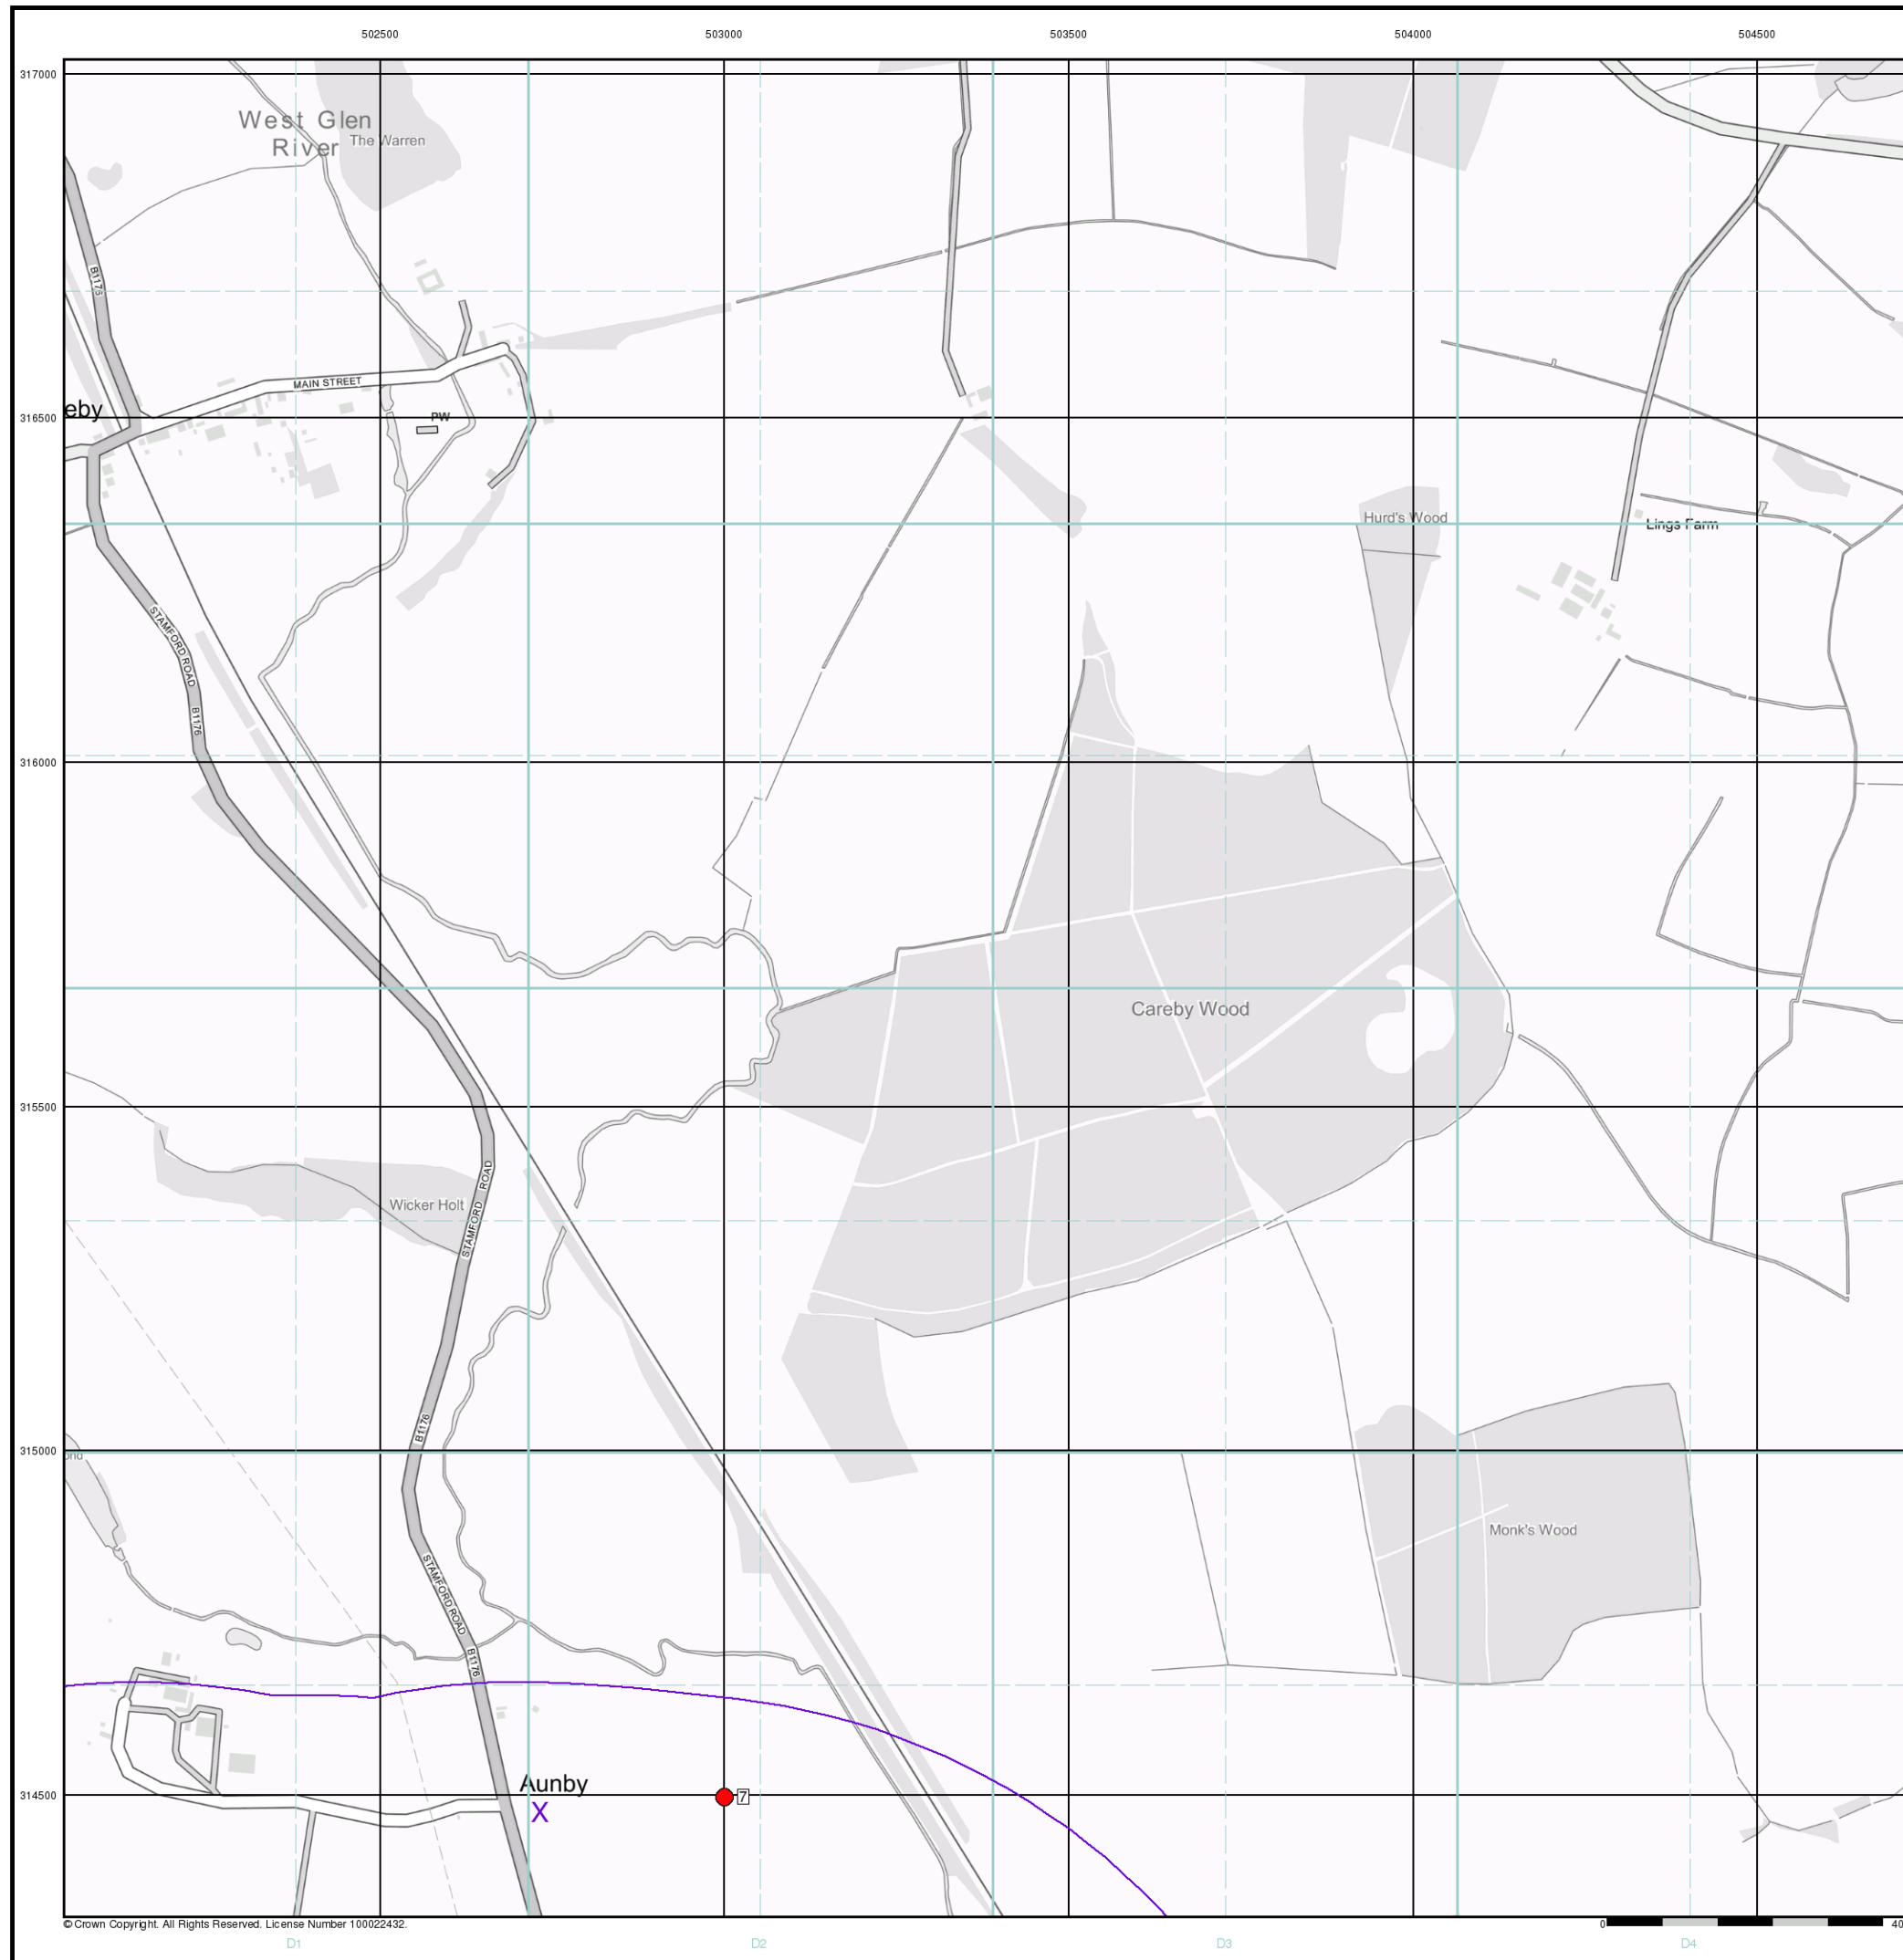 502500 503000 503500 504000 504500
317000
West Glen
River
The Warren
B1176
MAIN STREET
eby
PW
316500
Hurd's Wood
Lings Farm
STAMFORD ROAD
B1176
316000
Careby Wood
315500
STAMFORD ROAD
Wicker Holt
B1176
315000
Monk's Wood
STAMFORD ROAD
B1176
Aunby
X
7
314500
© Crown Copyright. All Rights Reserved. License Number 100022432.
0
40
D1 D2 D3 D4